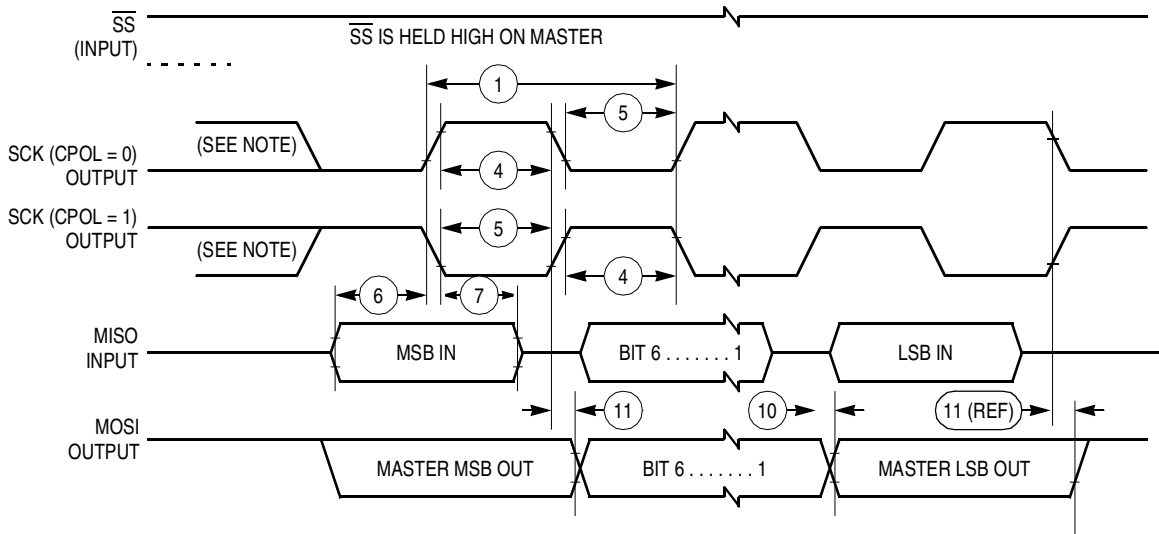 SS
(INPUT)
SS IS HELD HIGH ON MASTER
1
5
SCK (CPOL = 0)
OUTPUT
(SEE NOTE)
4
SCK (CPOL = 1)
OUTPUT
(SEE NOTE)
5
4
6
7
MISO
INPUT
MSB IN
BIT 6 . . . . . . . 1
LSB IN
11
10
11 (REF)
MOSI
OUTPUT
MASTER MSB OUT
BIT 6 . . . . . . . 1
MASTER LSB OUT